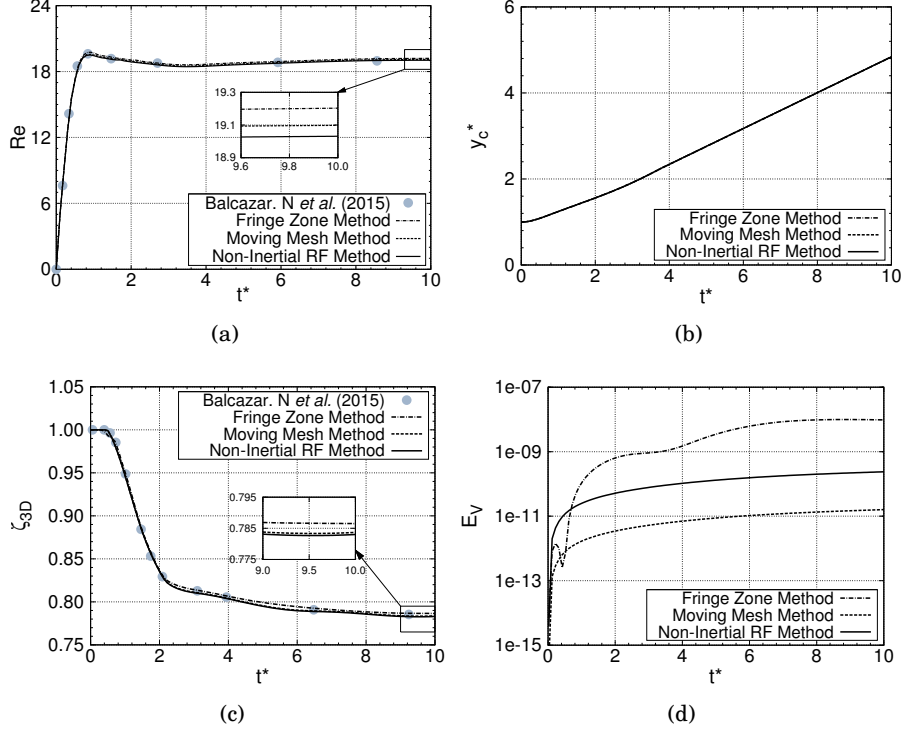 24
18
12
6
0
Re
19.3
19.1
18.9
9.6 9.8 10.0
Balcazar. N et al. (2015)
Fringe Zone Method
Moving Mesh Method
Non-Inertial RF Method
0 2 4 6 8 10
t*
(a)
6
4
2
0
y_c*
Fringe Zone Method
Moving Mesh Method
Non-Inertial RF Method
0 2 4 6 8 10
t*
(b)
1.05
1.00
0.95
0.90
0.85
0.80
0.75
ζ3D
Balcazar. N et al. (2015)
Fringe Zone Method
Moving Mesh Method
Non-Inertial RF Method
0.795
0.785
0.775
9.0 9.5 10.0
0 2 4 6 8 10
t*
(c)
1e-07
1e-09
1e-11
1e-13
1e-15
E_V
Fringe Zone Method
Moving Mesh Method
Non-Inertial RF Method
0 2 4 6 8 10
t*
(d)